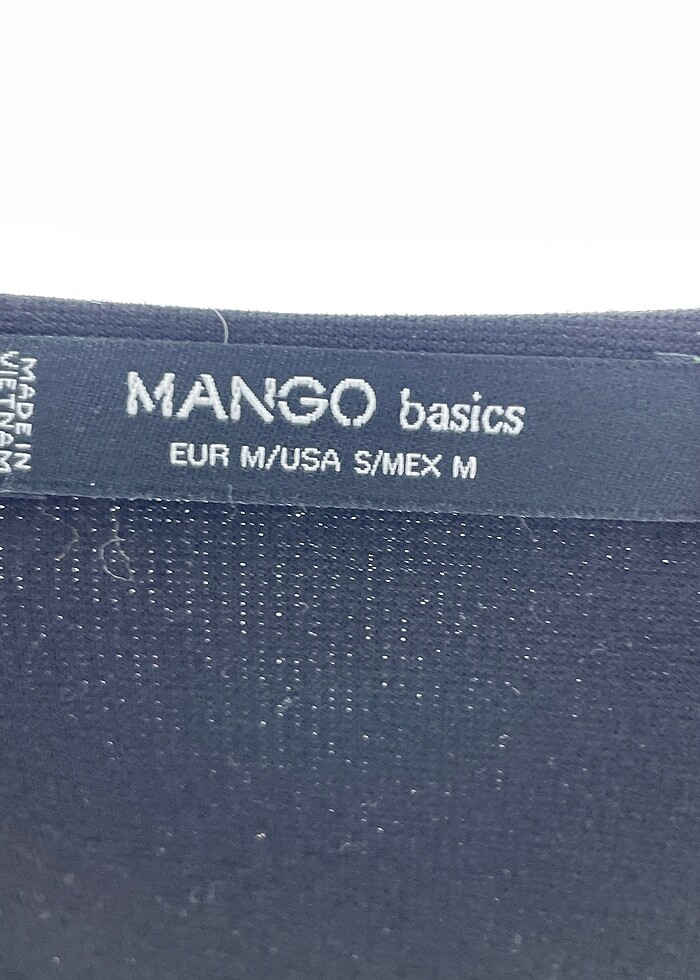 MANGO basics
EUR M/USA S/MEX M
MADE IN
VIETNAM